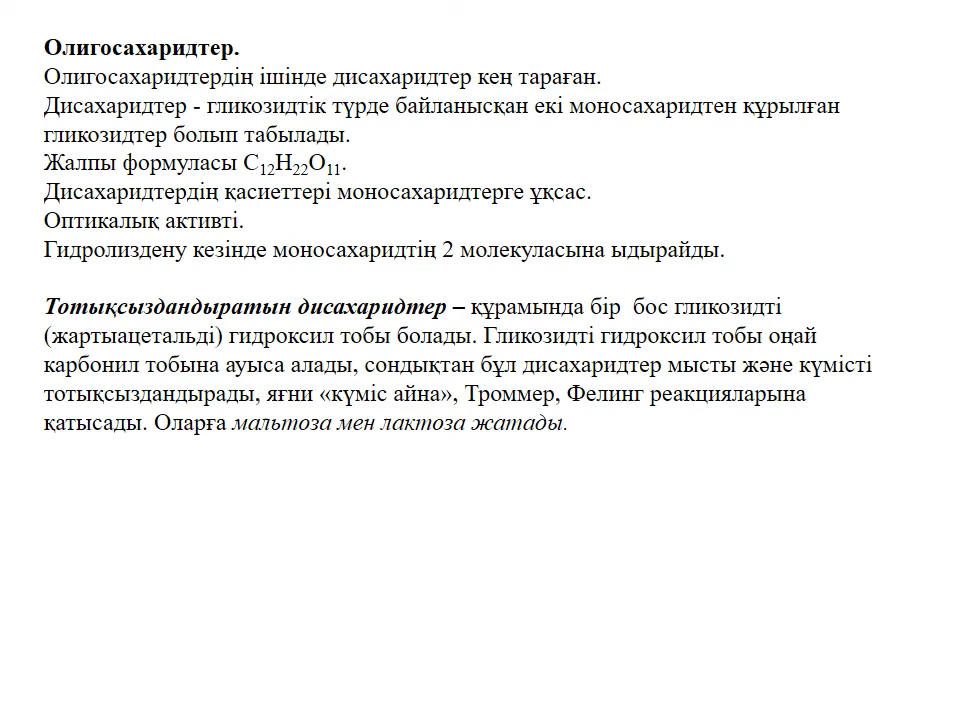 Олигосахаридтер.
Олигосахаридтердің ішінде дисахаридтер кең тараған.
Дисахаридтер - гликозидтік түрде байланысқан екі моносахаридтен құрылған
гликозидтер болып табылады.
Жалпы формуласы C₁₂H₂₂O₁₁.
Дисахаридтердің қасиеттері моносахаридтерге ұқсас.
Оптикалық активті.
Гидролиздену кезінде моносахаридтің 2 молекуласына ыдырайды.
Тотықсыздандыратын дисахаридтер – құрамында бір  бос гликозидті
(жартыацетальді) гидроксил тобы болады. Гликозидті гидроксил тобы оңай
карбонил тобына ауыса алады, сондықтан бұл дисахаридтер мысты және күмісті
тотықсыздандырады, яғни «күміс айна», Троммер, Фелинг реакцияларына
қатысады. Оларға мальтоза мен лактоза жатады.